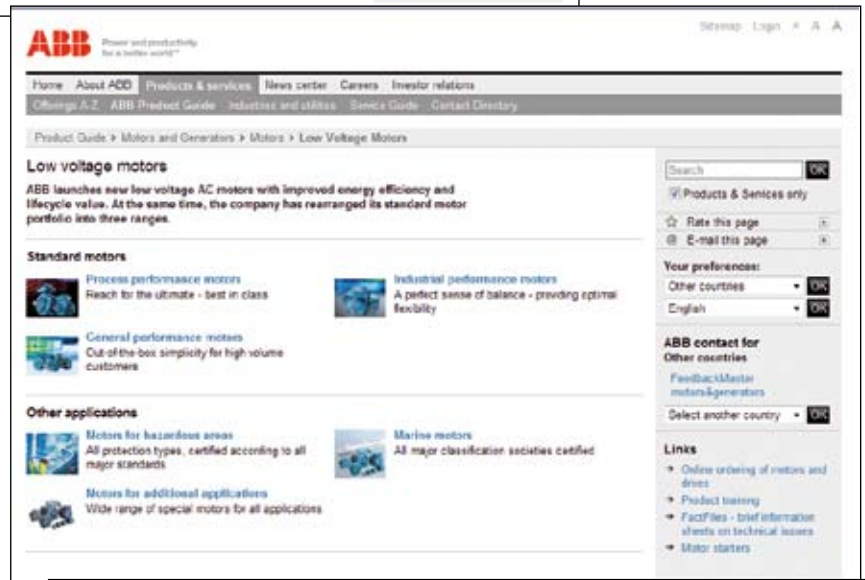 Sitemap Login A A A
ABB
Power and productivity
for a better world™
Home About ABB Products & services News center Careers Investor relations
Offerings A-Z ABB Product Guide Industries and utilities Service Guide Contact Directory
Product Guide > Motors and Generators > Motors > Low Voltage Motors
Low voltage motors
ABB launches new low voltage AC motors with improved energy efficiency and
lifecycle value. At the same time, the company has rearranged its standard motor
portfolio into three ranges.
Standard motors
Process performance motors
Reach for the ultimate - best in class
Industrial performance motors
A perfect sense of balance - providing optimal
flexibility
General performance motors
Out-of-the-box simplicity for high volume
customers
Other applications
Motors for hazardous areas
All protection types, certified according to all
major standards
Marine motors
All major classification societies certified
Motors for additional applications
Wide range of special motors for all applications
Search OK
Products & Services only
Rate this page
E-mail this page
Your preferences:
Other countries OK
English OK
ABB contact for
Other countries
FeedbackMaster
motors&generators
Select another country OK
Links
Online ordering of motors and
drives
Product training
FactFiles - brief information
sheets on technical issues
Motor starters